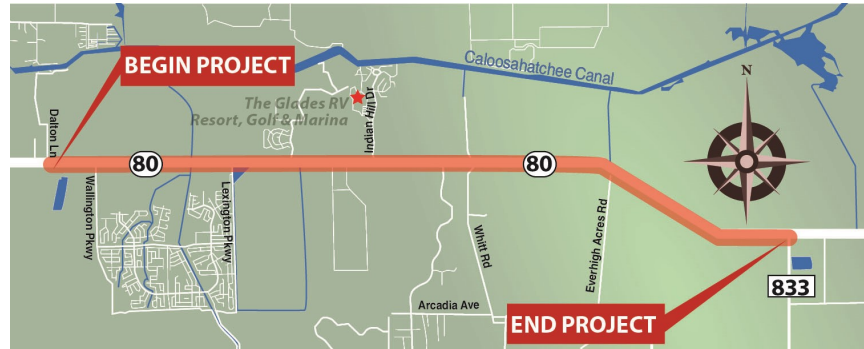 Caloosahatchee Canal
N
BEGIN PROJECT
Dalton Ln
The Glades RV
Resort, Golf & Marina
Indian Hill Dr
80
80
Wallington Pkwy
Lexington Pkwy
Whitt Rd
Everhigh Acres Rd
833
Arcadia Ave
END PROJECT